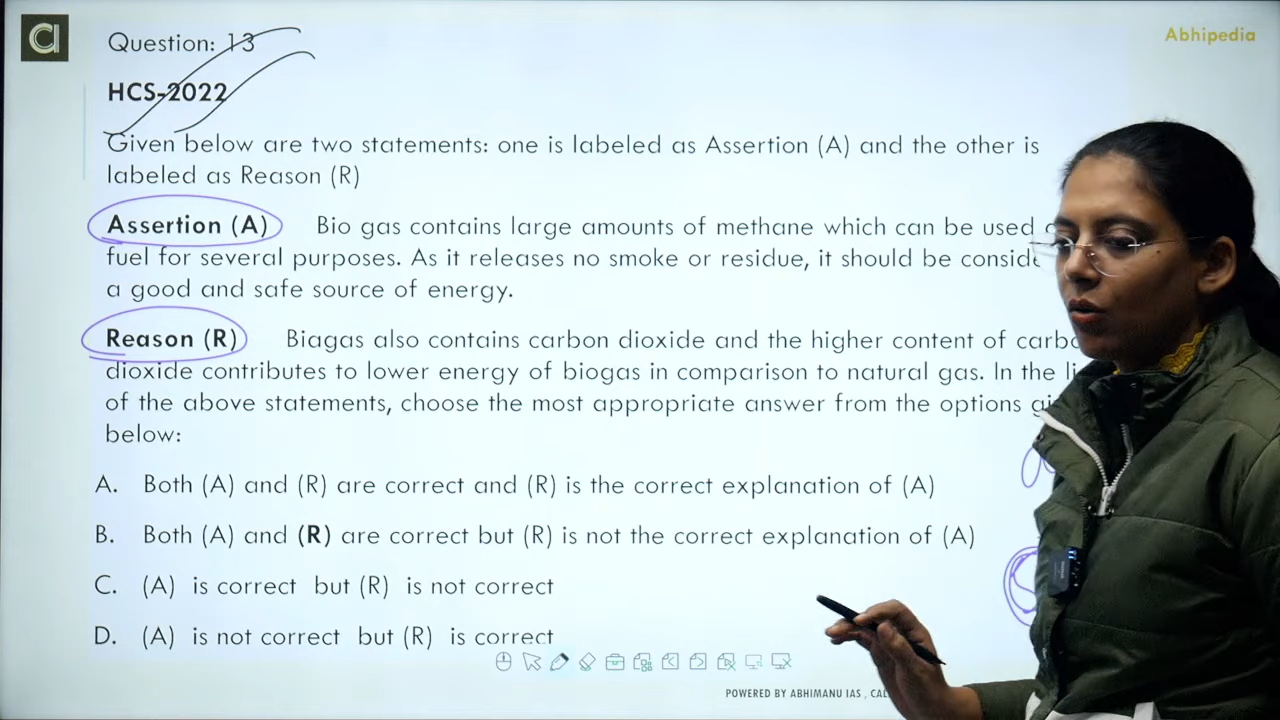 Abhipedia
Question: 13
HCS-2022
Given below are two statements: one is labeled as Assertion (A) and the other is
labeled as Reason (R)
Assertion (A) Bio gas contains large amounts of methane which can be used
fuel for several purposes. As it releases no smoke or residue, it should be
a good and safe source of energy.
Reason (R) Biagas also contains carbon dioxide and the higher content of
dioxide contributes to lower energy of biogas in comparison to natural gas. In the
of the above statements, choose the most appropriate answer from the options
below:
A. Both (A) and (R) are correct and (R) is the correct explanation of (A)
B. Both (A) and (R) are correct but (R) is not the correct explanation of (A)
C. (A) is correct but (R) is not correct
D. (A) is not correct but (R) is correct
POWERED BY ABHIMANU IAS ,